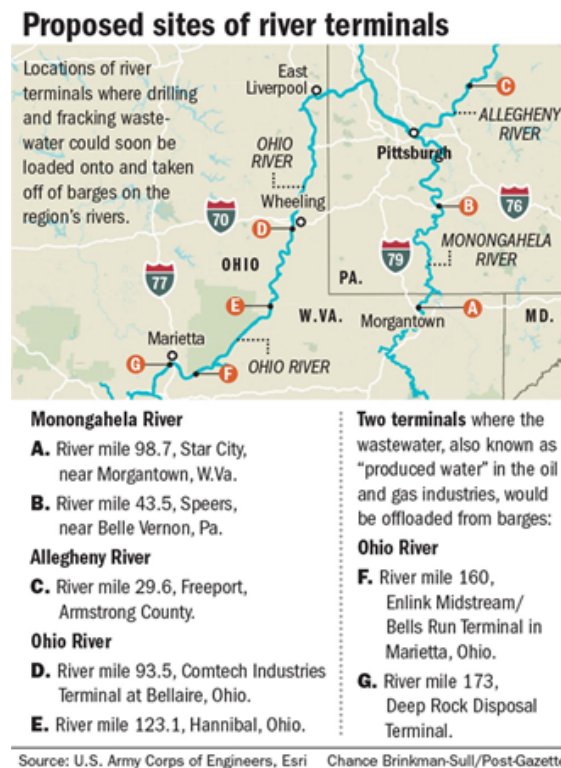 Proposed sites of river terminals
Locations of river
terminals where drilling
and fracking waste-
water could soon be
loaded onto and taken
off of barges on the
region's rivers.
East
Liverpool
C
ALLEGHENY
RIVER
Pittsburgh
OHIO
RIVER
Wheeling
70
D
B
76
MONONGAHELA
RIVER
79
OHIO
77
PA.
E
W.VA.
Morgantown
A
MD.
Marietta
G
F
OHIO RIVER
Monongahela River
A. River mile 98.7, Star City,
near Morgantown, W.Va.
B. River mile 43.5, Speers,
near Belle Vernon, Pa.
Allegheny River
C. River mile 29.6, Freeport,
Armstrong County.
Ohio River
D. River mile 93.5, Comtech Industries
Terminal at Bellaire, Ohio.
E. River mile 123.1, Hannibal, Ohio.
Two terminals where the
wastewater, also known as
"produced water" in the oil
and gas industries, would
be offloaded from barges:
Ohio River
F. River mile 160,
Enlink Midstream/
Bells Run Terminal in
Marietta, Ohio.
G. River mile 173,
Deep Rock Disposal
Terminal.
Source: U.S. Army Corps of Engineers, Esri
Chance Brinkman-Sull/Post-Gazette